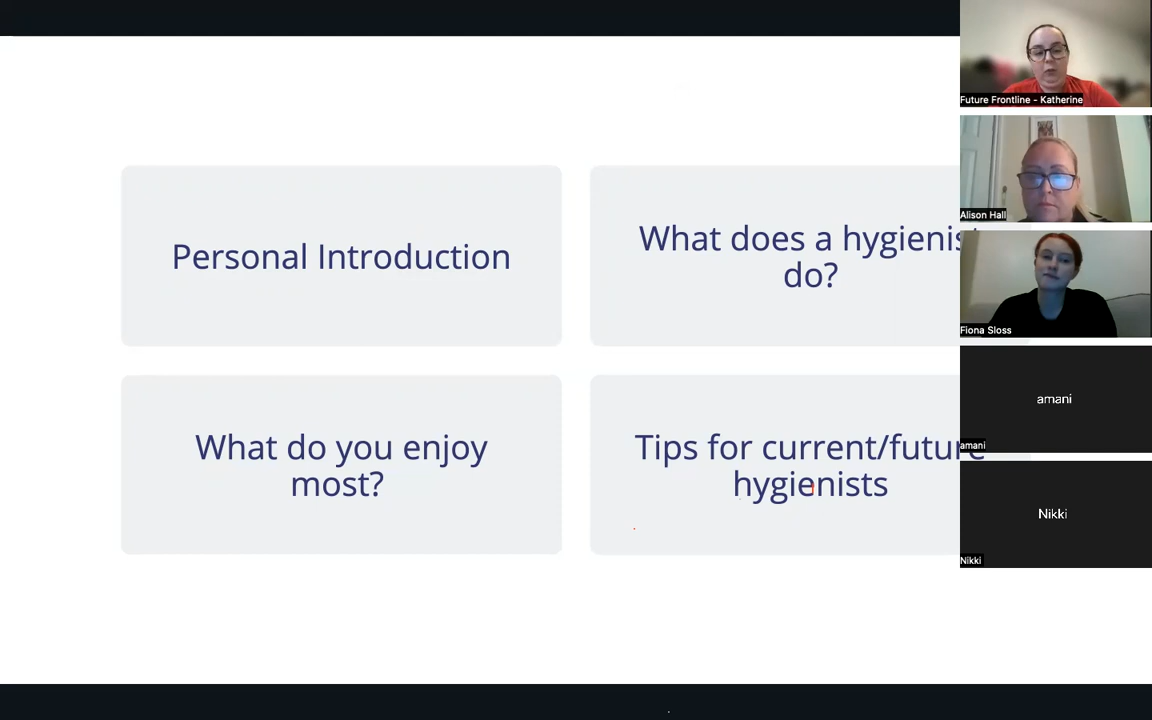 Personal Introduction
What does a hygienis
do?
What do you enjoy
most?
Tips for current/future
hygienists
Future Frontline - Katherine
Alison Hall
Fiona Sloss
amani
amani
Nikki
Nikki